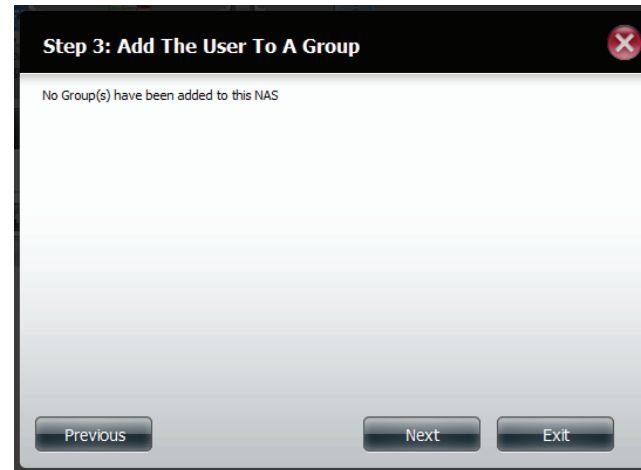 Step 3: Add The User To A Group
No Group(s) have been added to this NAS
Previous
Next
Exit